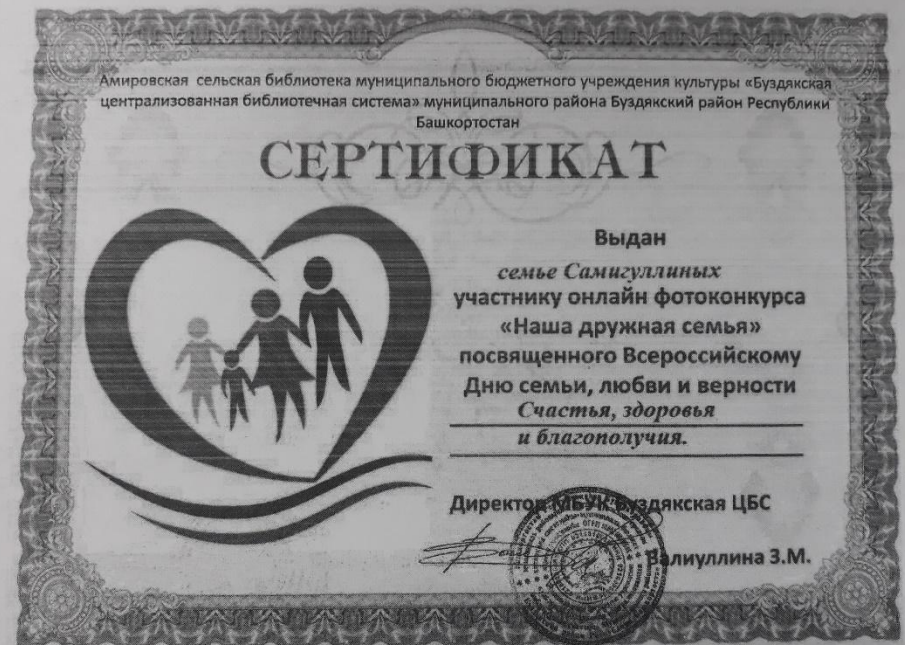 Амировская сельская библиотека муниципального бюджетного учреждения культуры «Буздякская
централизованная библиотечная система» муниципального района Буздякский район Республики
Башкортостан
СЕРТИФИКАТ
Выдан
семье Самигуллиных
участнику онлайн фотоконкурса
«Наша дружная семья»
посвященного Всероссийскому
Дню семьи, любви и верности
Счастья, здоровья
и благополучия.
Директор МБУК Буздякская ЦБС
Валиуллина З.М.